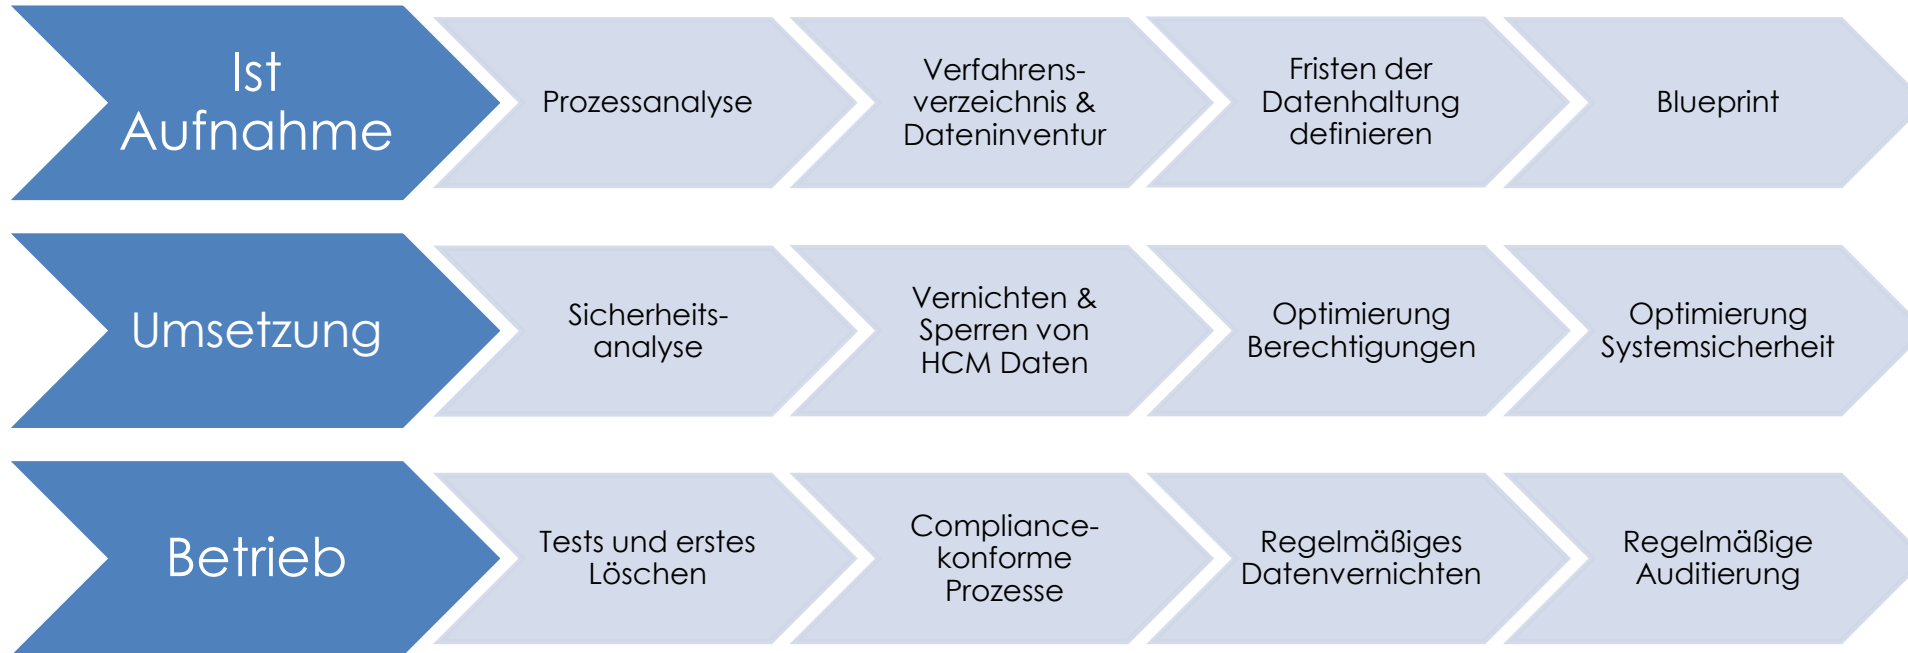 Ist
Aufnahme
Prozessanalyse
Verfahrens-
verzeichnis &
Dateninventur
Fristen der
Datenhaltung
definieren
Blueprint
Umsetzung
Sicherheits-
analyse
Vernichten &
Sperren von
HCM Daten
Optimierung
Berechtigungen
Optimierung
Systemsicherheit
Betrieb
Tests und erstes
Löschen
Compliance-
konforme
Prozesse
Regelmäßiges
Datenvernichten
Regelmäßige
Auditierung